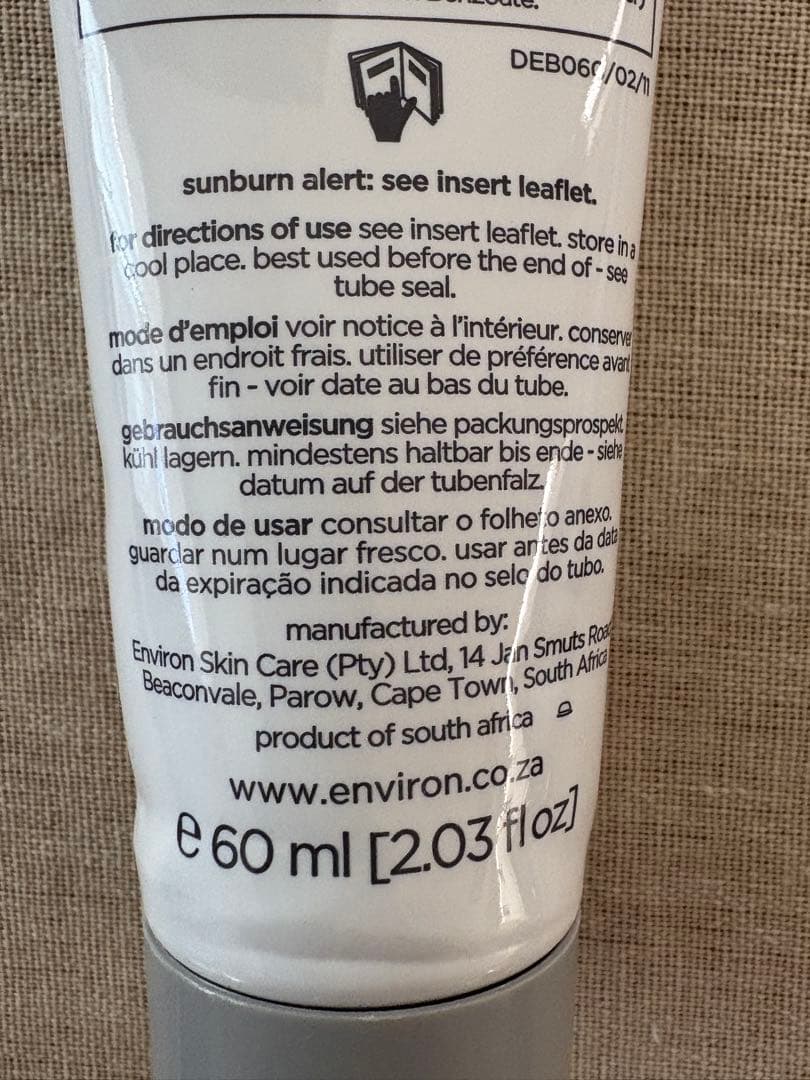 DEB060/02/11
sunburn alert: see insert leaflet.
for directions of use see insert leaflet. store in a
cool place. best used before the end of - see
tube seal.
mode d'emploi voir notice à l'intérieur. conserver
dans un endroit frais. utiliser de préférence avant
fin - voir date au bas du tube.
gebrauchsanweisung siehe packungsprospekt.
kühl lagern. mindestens haltbar bis ende - siehe
datum auf der tubenfalz.
modo de usar consultar o folheto anexo.
guardar num lugar fresco. usar antes da data
da expiração indicada no selo do tubo.
manufactured by:
Environ Skin Care (Pty) Ltd, 14 Jan Smuts Road
Beaconvale, Parow, Cape Town, South Africa
product of south africa
www.environ.co.za
e 60 ml [2.03 fl oz]